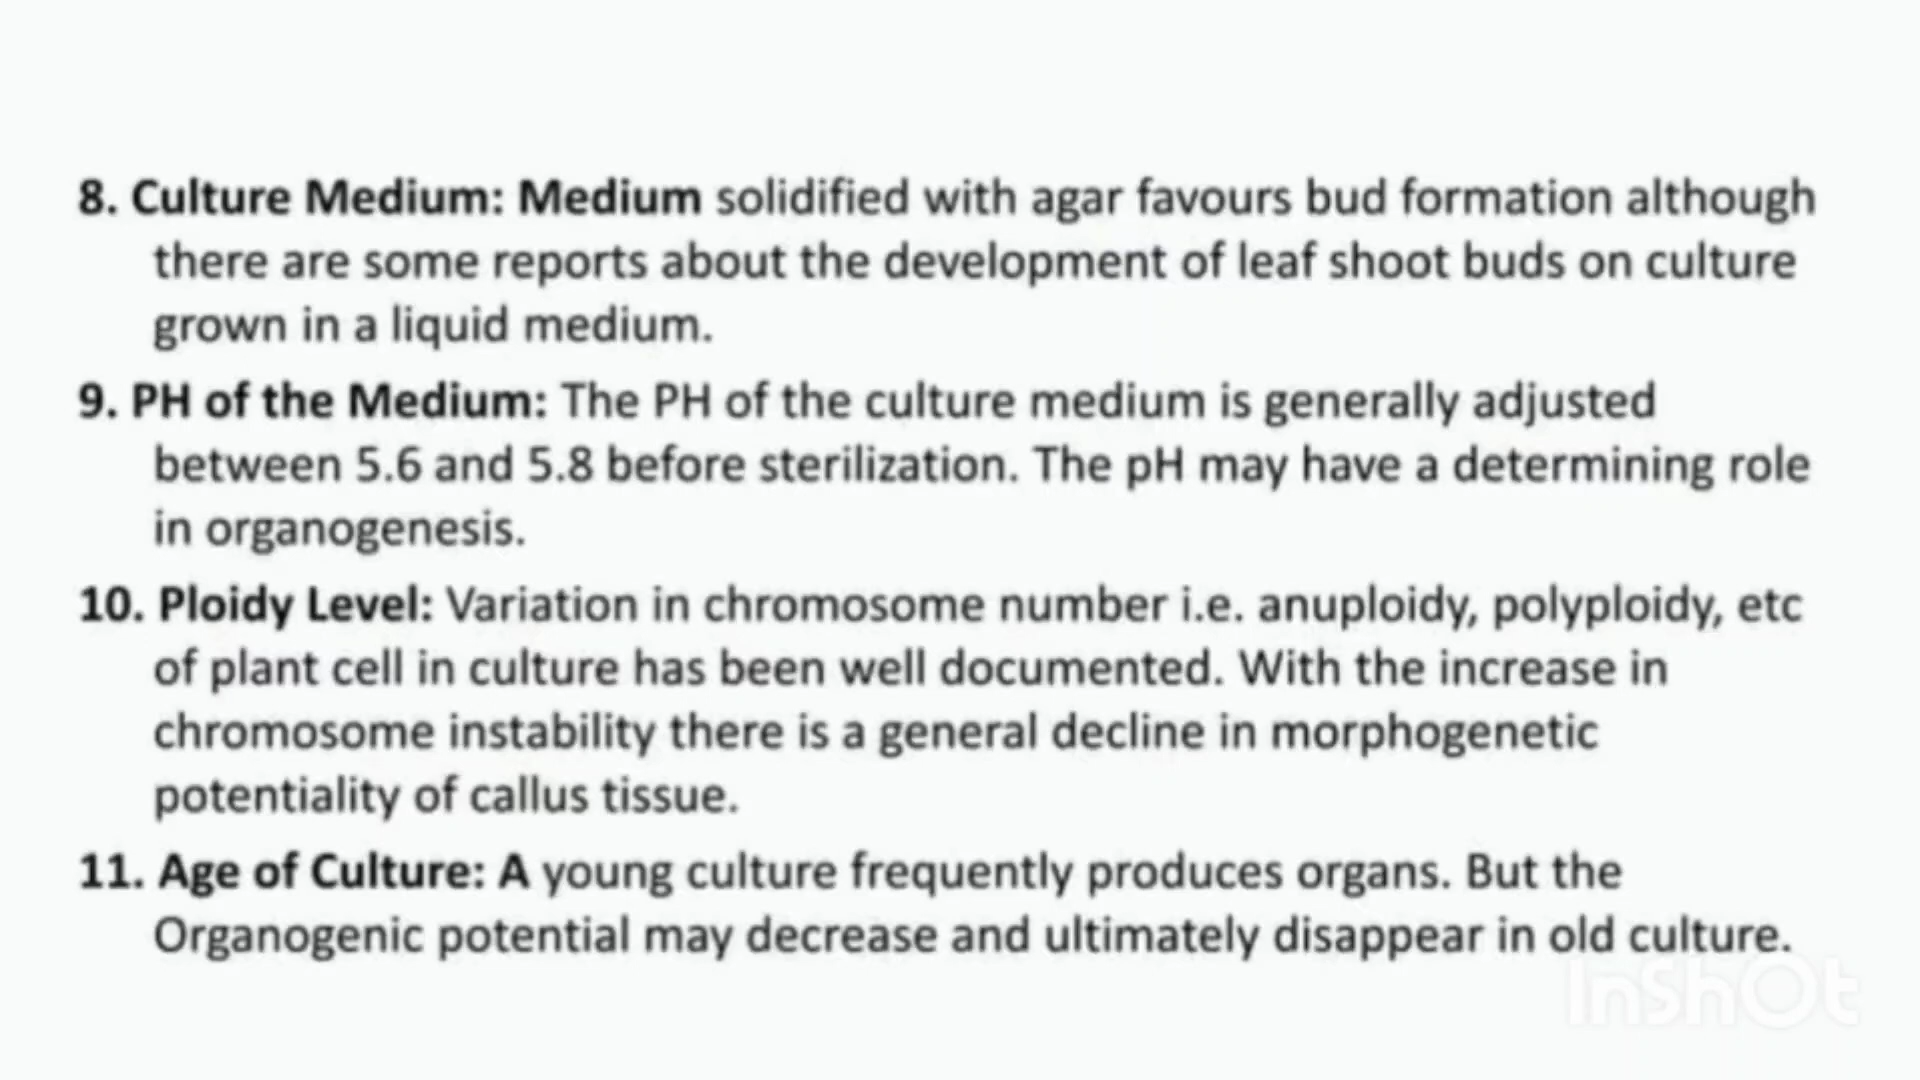 8. Culture Medium: Medium solidified with agar favours bud formation although
there are some reports about the development of leaf shoot buds on culture
grown in a liquid medium.
9. PH of the Medium: The PH of the culture medium is generally adjusted
between 5.6 and 5.8 before sterilization. The pH may have a determining role
in organogenesis.
10. Ploidy Level: Variation in chromosome number i.e. anuploidy, polyploidy, etc
of plant cell in culture has been well documented. With the increase in
chromosome instability there is a general decline in morphogenetic
potentiality of callus tissue.
11. Age of Culture: A young culture frequently produces organs. But the
Organogenic potential may decrease and ultimately disappear in old culture.
InShOt